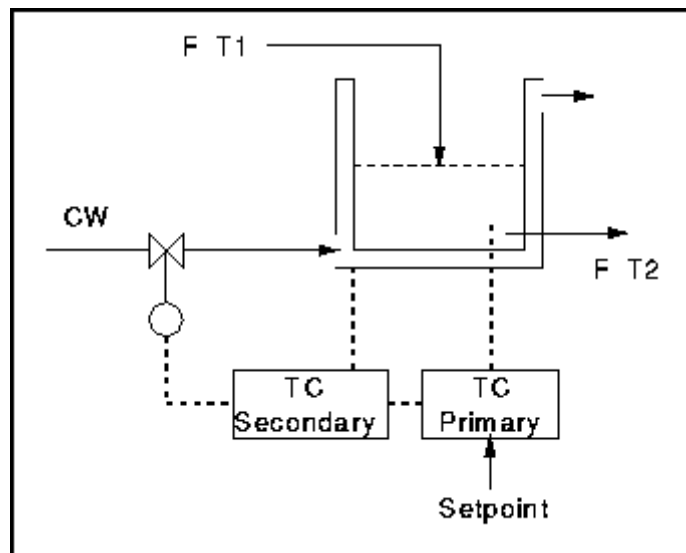 F T1
CW
F T2
TC
Secondary
TC
Primary
Setpoint